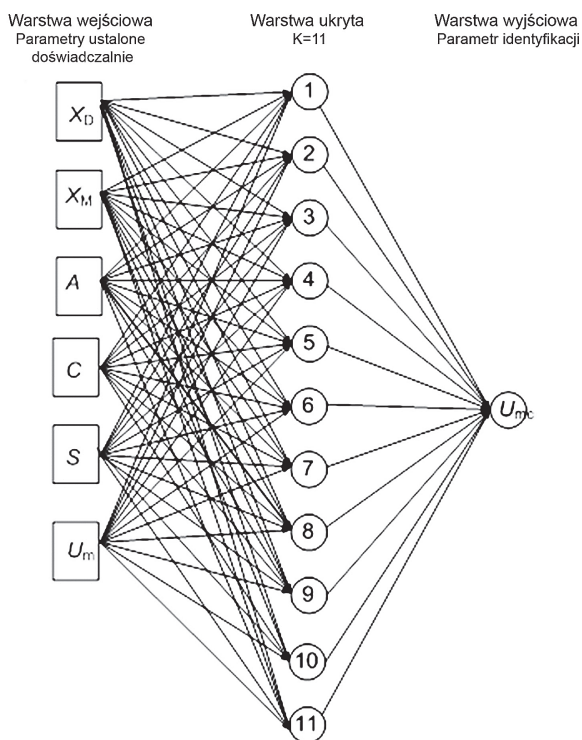 Warstwa wejściowa
Parametry ustalone
doświadczalnie
Warstwa ukryta
K=11
Warstwa wyjściowa
Parametr identyfikacji
X_D
X_M
A
C
S
U_m
1
2
3
4
5
6
7
8
9
10
11
U_mc